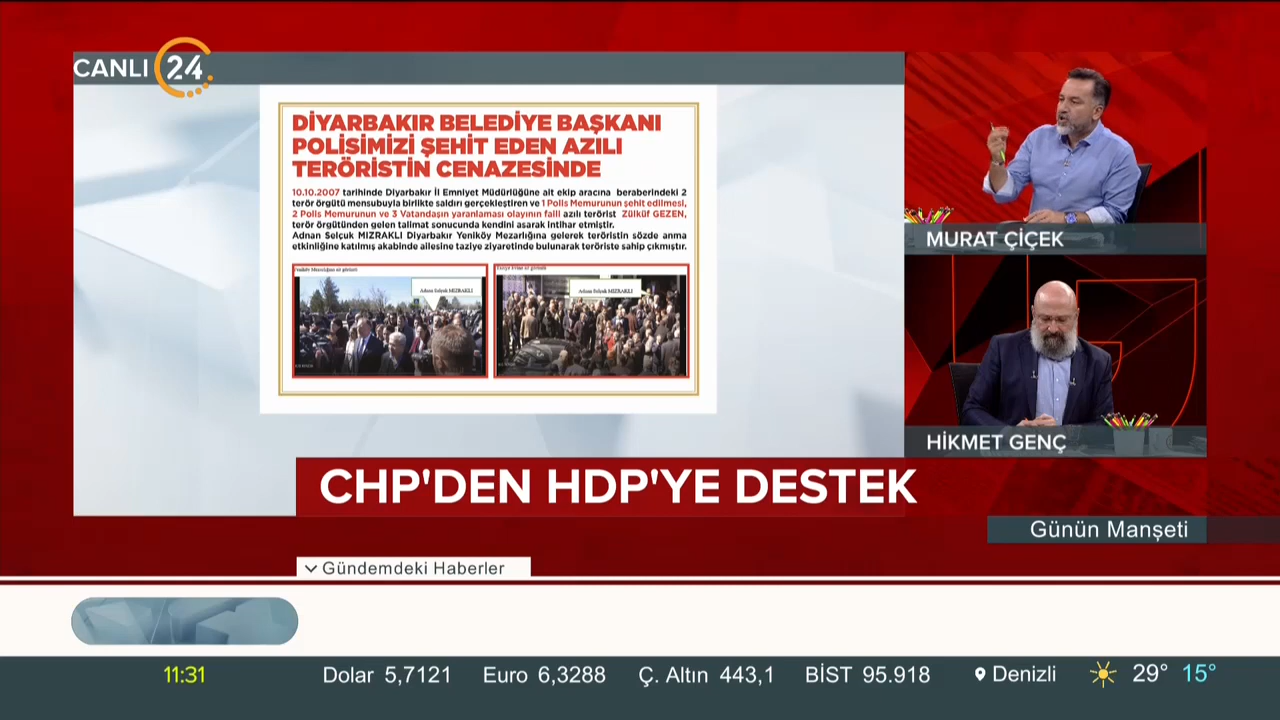 CANLI 24
DİYARBAKIR BELEDİYE BAŞKANI
POLİSİMİZİ ŞEHİT EDEN AZILI
TERÖRİSTİN CENAZESİNDE
10.10.2007 tarihinde Diyarbakır İl Emniyet Müdürlüğüne ait ekip aracına beraberindeki 2
terör örgütü mensubuyla birlikte saldırı gerçekleştiren ve 1 Polis Memurunun şehit edilmesi,
2 Polis Memurunun ve 3 Vatandaşın yaranlaması olayının faili azılı terörist Zülküf GEZEN,
terör örgütünden gelen talimat sonucunda kendini asarak intihar etmiştir.
Adnan Selçuk MIZRAKLI Diyarbakır Yeniköy Mezarlığına gelerek teröristin sözde anma
etkinliğine katılmış akabinde ailesine taziye ziyaretinde bulunarak teröriste sahip çıkmıştır.
Adnan Selçuk MIZRAKLI
Adnan Selçuk MIZRAKLI
MURAT ÇİÇEK
HİKMET GENÇ
CHP'DEN HDP'YE DESTEK
Günün Manşeti
Gündemdeki Haberler
11:31 Dolar 5,7121 Euro 6,3288 Ç. Altın 443,1 BİST 95.918 Denizli 29° 15°